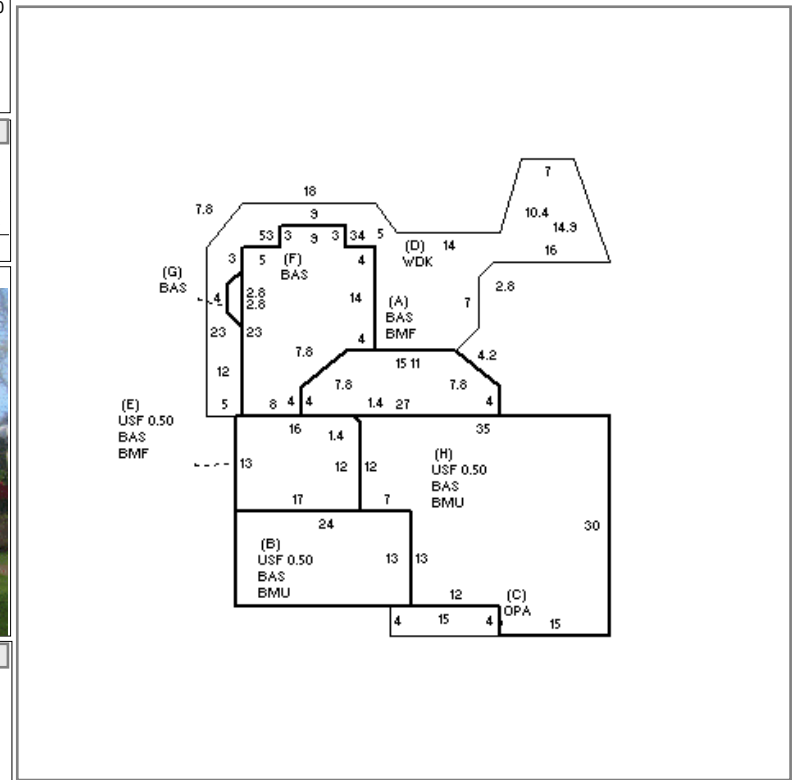 18
7.8
9
7
10.4
14.9
53 3 9 3 34 5
(D)
WDK
14
16
3
5
(F)
BAS
4
(G)
BAS
4
2.8
2.8
14
(A)
BAS
BMF
7
2.8
23
23
4
7.8
15 11
4.2
12
7.8
7.8
5
8
4
4
1.4
27
4
(E)
USF 0.50
BAS
BMF
16
1.4
35
13
12
12
(H)
USF 0.50
BAS
BMU
17
7
24
30
(B)
USF 0.50
BAS
BMU
13
13
12
(C)
OPA
4
15
4
15